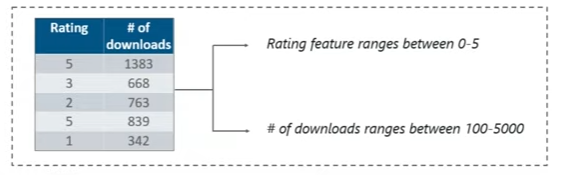 Rating # of downloads
5 1383
3 668
2 763
5 839
1 342
Rating feature ranges between 0-5
# of downloads ranges between 100-5000